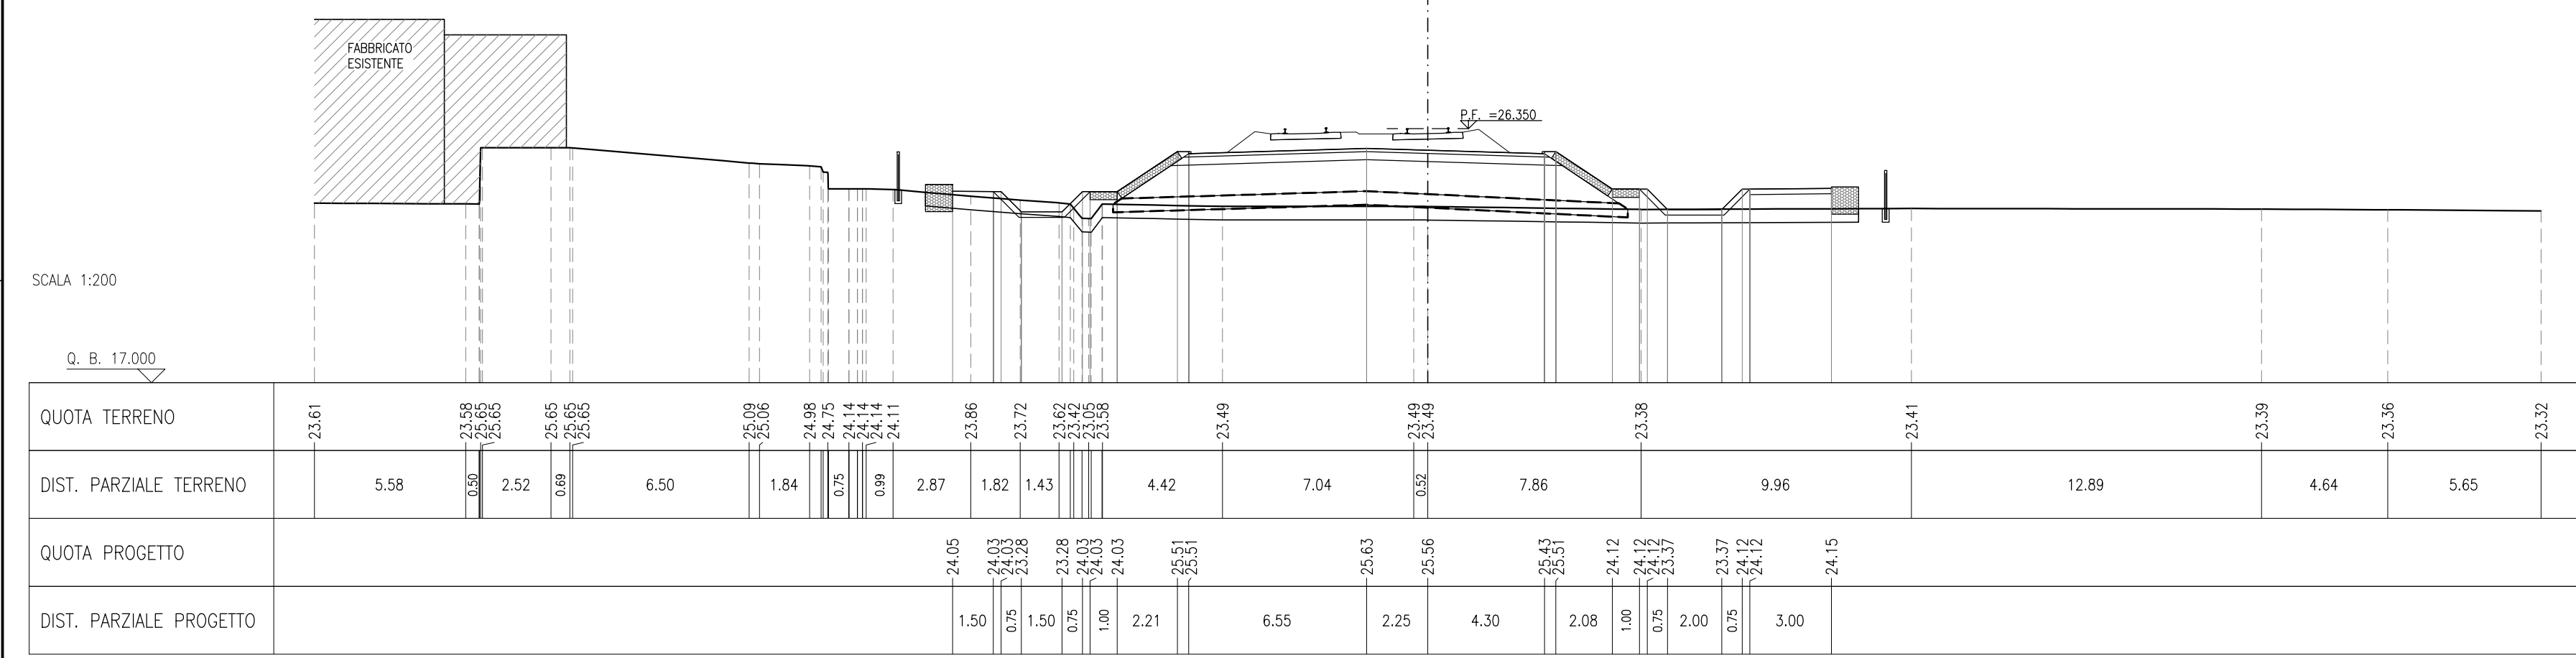 FABBRICATO
ESISTENTE
P.F. =26.350
SCALA 1:200
Q. B. 17.000
QUOTA TERRENO 23.61 23.58 25.65 25.65 25.65 25.65 25.65 25.09 25.06 24.98 24.75 24.14 24.14 24.14 24.11 23.86 23.72 23.62 23.42 23.05 23.58 23.49 23.49 23.49 23.38 23.41 23.39 23.36 23.32
DIST. PARZIALE TERRENO 5.58 0.50 2.52 0.69 6.50 1.84 0.75 0.99 2.87 1.82 1.43 4.42 7.04 0.52 7.86 9.96 12.89 4.64 5.65
QUOTA PROGETTO 24.05 24.03 24.03 23.28 23.28 24.03 24.03 24.03 25.51 25.51 25.63 25.56 25.43 25.51 24.12 24.12 24.12 23.37 23.37 24.12 24.12 24.15
DIST. PARZIALE PROGETTO 1.50 0.75 1.50 0.75 1.00 2.21 6.55 2.25 4.30 2.08 1.00 0.75 2.00 0.75 3.00